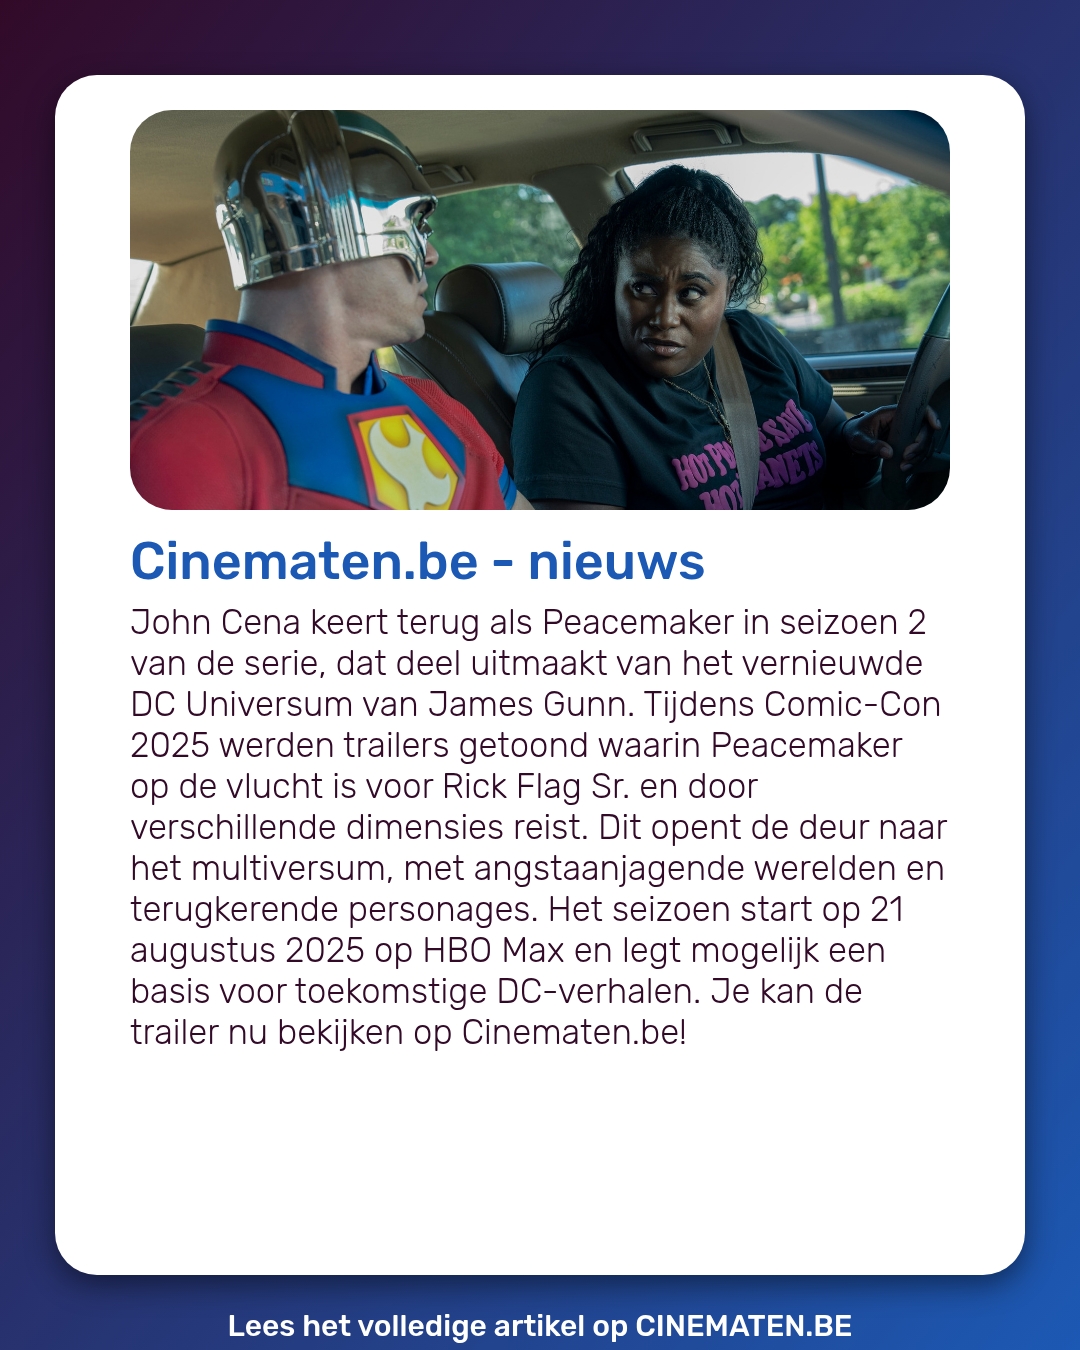 HOT P
E SAVE
HOT
ANETS
Cinematen.be - nieuws
John Cena keert terug als Peacemaker in seizoen 2
van de serie, dat deel uitmaakt van het vernieuwde
DC Universum van James Gunn. Tijdens Comic-Con
2025 werden trailers getoond waarin Peacemaker
op de vlucht is voor Rick Flag Sr. en door
verschillende dimensies reist. Dit opent de deur naar
het multiversum, met angstaanjagende werelden en
terugkerende personages. Het seizoen start op 21
augustus 2025 op HBO Max en legt mogelijk een
basis voor toekomstige DC-verhalen. Je kan de
trailer nu bekijken op Cinematen.be!
Lees het volledige artikel op CINEMATEN.BE